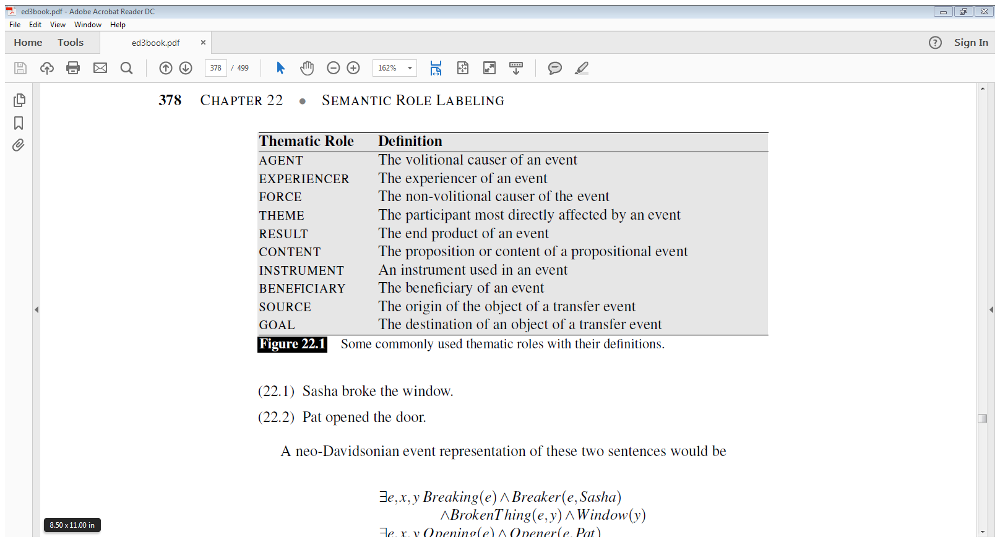 ed3book.pdf - Adobe Acrobat Reader DC
File Edit View Window Help
Home Tools ed3book.pdf × ? Sign In
378 / 499 162%
378 CHAPTER 22 • SEMANTIC ROLE LABELING
Thematic Role Definition
AGENT The volitional causer of an event
EXPERIENCER The experiencer of an event
FORCE The non-volitional causer of the event
THEME The participant most directly affected by an event
RESULT The end product of an event
CONTENT The proposition or content of a propositional event
INSTRUMENT An instrument used in an event
BENEFICIARY The beneficiary of an event
SOURCE The origin of the object of a transfer event
GOAL The destination of an object of a transfer event
Figure 22.1 Some commonly used thematic roles with their definitions.
(22.1) Sasha broke the window.
(22.2) Pat opened the door.
A neo-Davidsonian event representation of these two sentences would be
∃e,x,y Breaking(e) ∧ Breaker(e,Sasha)
∧BrokenThing(e,y) ∧ Window(y)
∃e,x,y Opening(e) ∧ Opener(e,Pat)
8.50 x 11.00 in